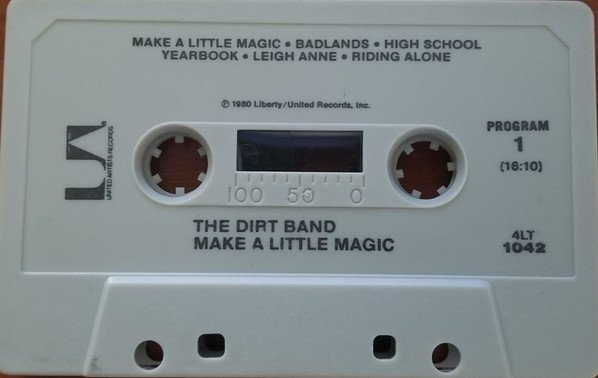 MAKE A LITTLE MAGIC • BADLANDS • HIGH SCHOOL
YEARBOOK • LEIGH ANNE • RIDING ALONE
℗ 1980 Liberty/United Records, Inc.
PROGRAM
1
(16:10)
UA
®
UNITED ARTISTS RECORDS
100 50 0
THE DIRT BAND
MAKE A LITTLE MAGIC
4LT
1042